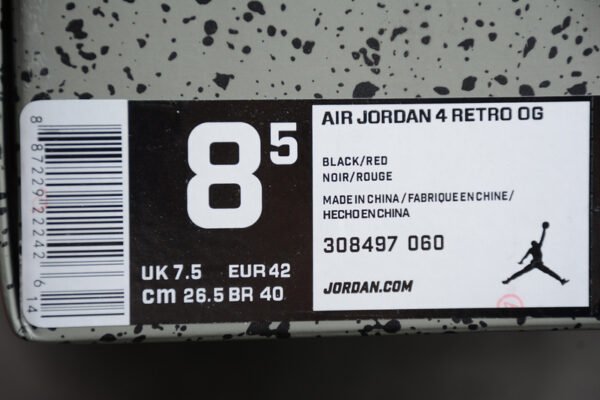 8 87229 22242 6 14
8 5
UK 7.5 EUR 42
cm 26.5 BR 40
AIR JORDAN 4 RETRO OG
BLACK/RED
NOIR/ROUGE
MADE IN CHINA / FABRIQUE EN CHINE /
HECHO EN CHINA
308497 060
JORDAN.COM